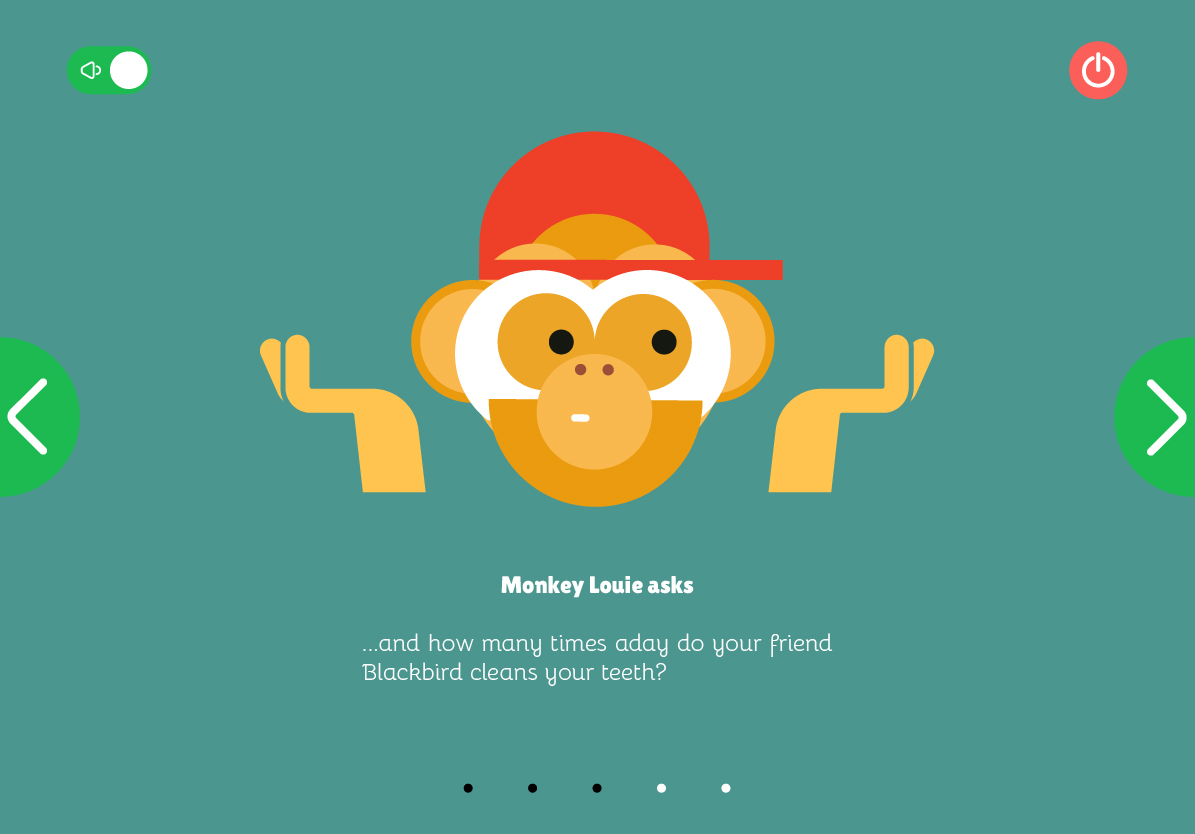 Monkey Louie asks
...and how many times aday do your friend
Blackbird cleans your teeth?